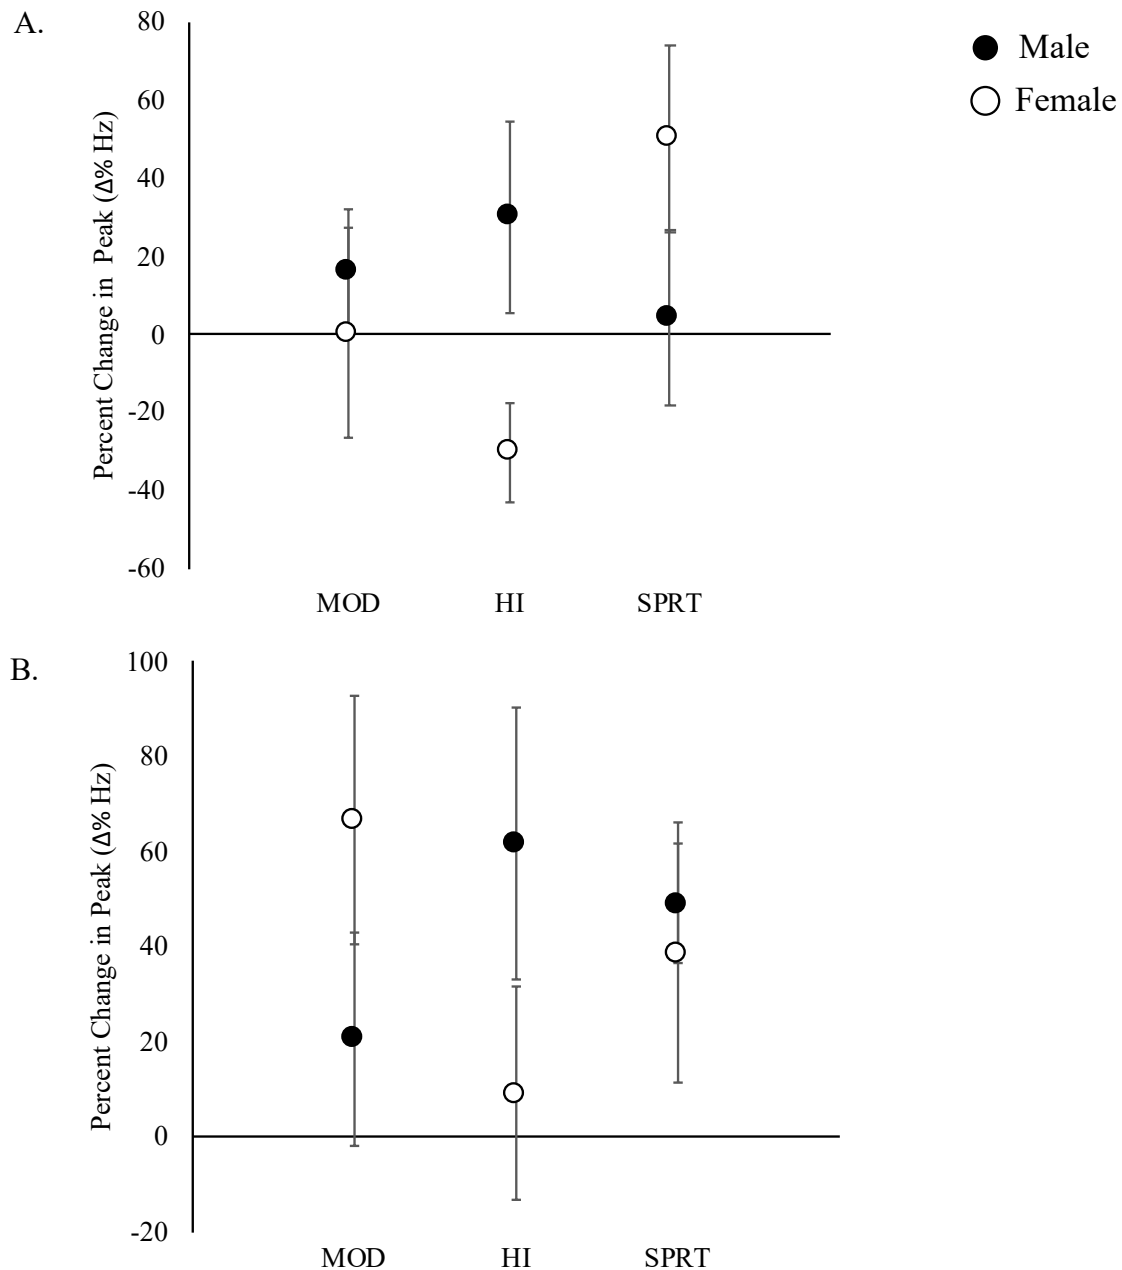 A.
80
60
40
20
0
-20
-40
-60
Percent Change in Peak (Δ% Hz)
MOD HI SPRT
Male
Female
B.
100
80
60
40
20
0
-20
Percent Change in Peak (Δ% Hz)
MOD HI SPRT